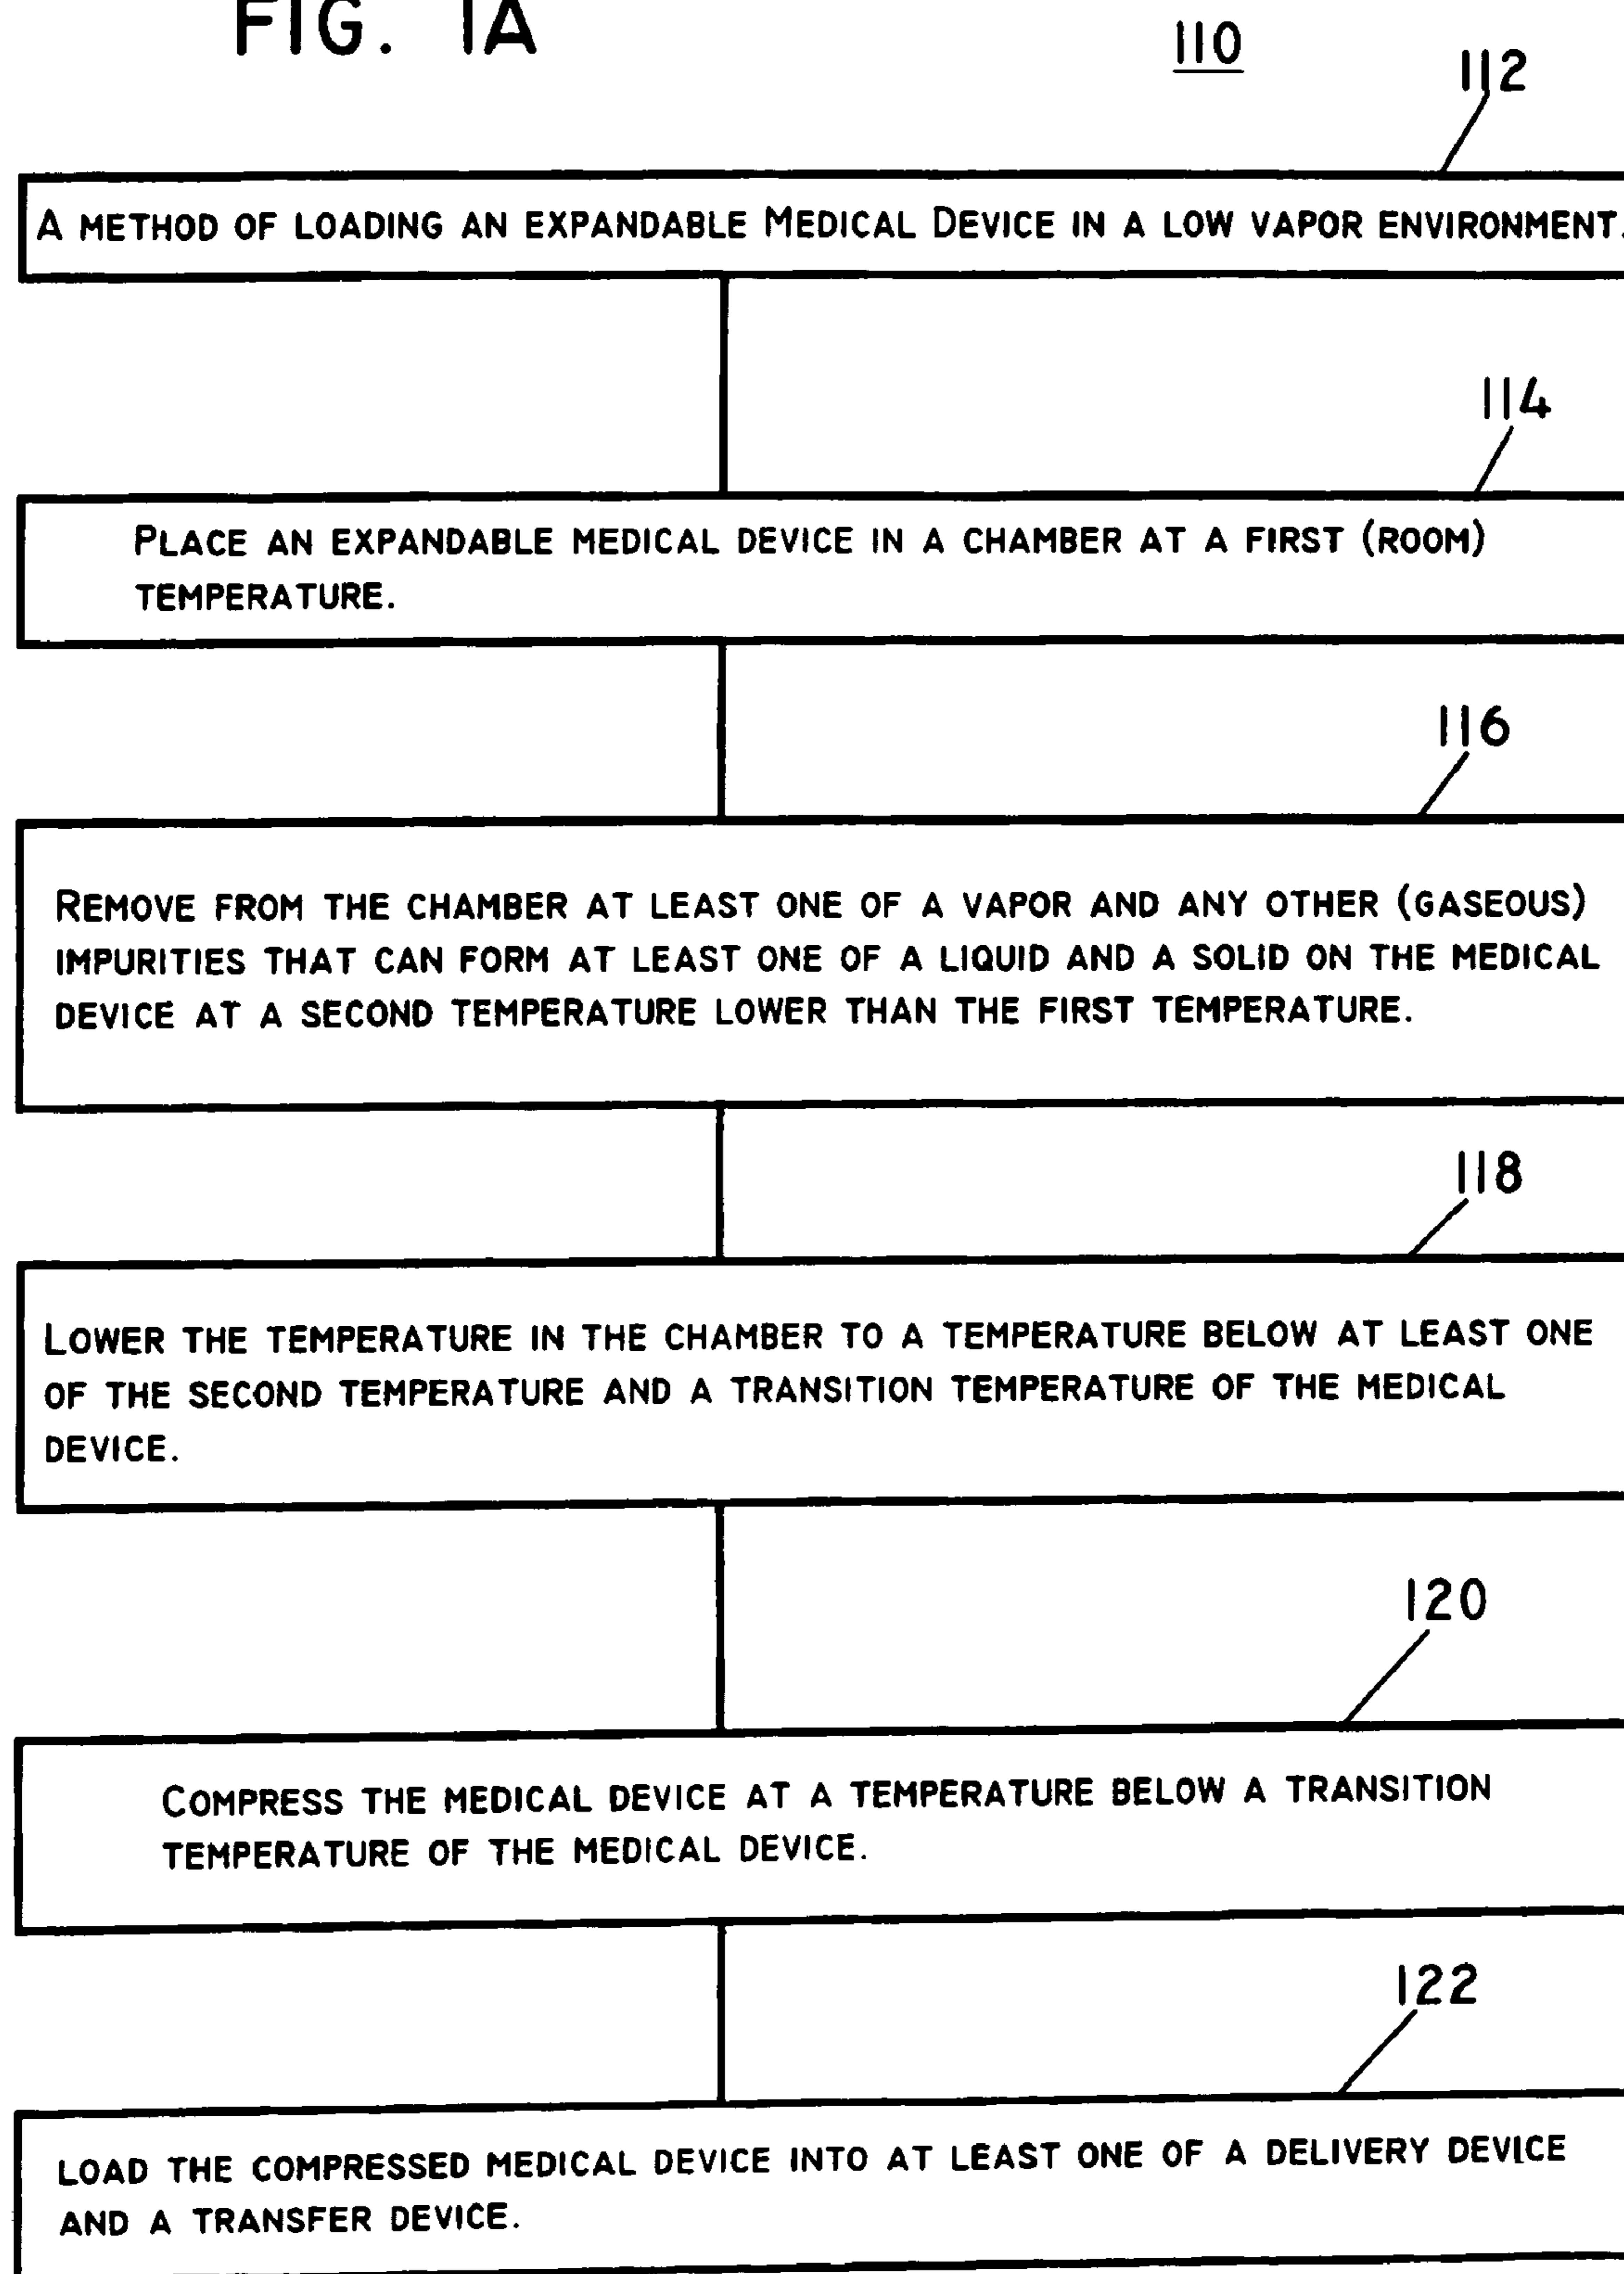 FIG. 1A
110
112
A METHOD OF LOADING AN EXPANDABLE MEDICAL DEVICE IN A LOW VAPOR ENVIRONMENT.
114
PLACE AN EXPANDABLE MEDICAL DEVICE IN A CHAMBER AT A FIRST (ROOM)
TEMPERATURE.
116
REMOVE FROM THE CHAMBER AT LEAST ONE OF A VAPOR AND ANY OTHER (GASEOUS)
IMPURITIES THAT CAN FORM AT LEAST ONE OF A LIQUID AND A SOLID ON THE MEDICAL
DEVICE AT A SECOND TEMPERATURE LOWER THAN THE FIRST TEMPERATURE.
118
LOWER THE TEMPERATURE IN THE CHAMBER TO A TEMPERATURE BELOW AT LEAST ONE
OF THE SECOND TEMPERATURE AND A TRANSITION TEMPERATURE OF THE MEDICAL
DEVICE.
120
COMPRESS THE MEDICAL DEVICE AT A TEMPERATURE BELOW A TRANSITION
TEMPERATURE OF THE MEDICAL DEVICE.
122
LOAD THE COMPRESSED MEDICAL DEVICE INTO AT LEAST ONE OF A DELIVERY DEVICE
AND A TRANSFER DEVICE.